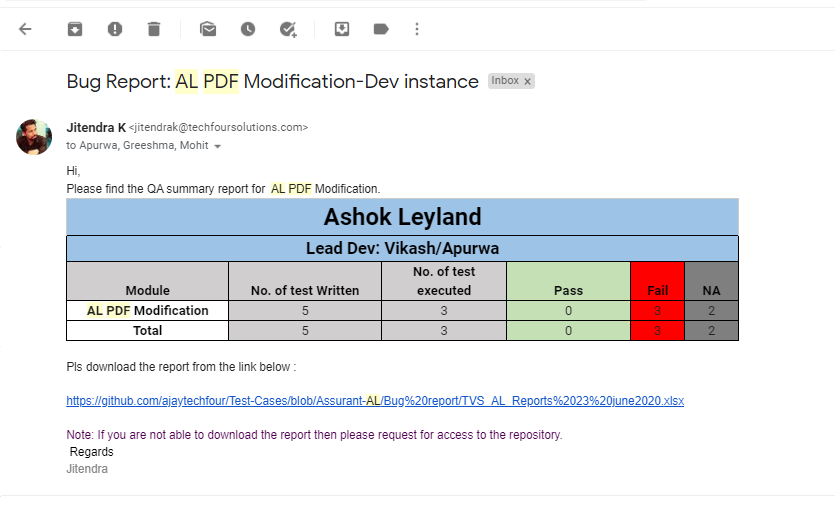 Bug Report: AL PDF Modification-Dev instance Inbox x
Jitendra K <jitendrak@techfoursolutions.com>
to Apurwa, Greeshma, Mohit
Hi,
Please find the QA summary report for AL PDF Modification.
Ashok Leyland
Lead Dev: Vikash/Apurwa
Module No. of test Written No. of test executed Pass Fail NA
AL PDF Modification 5 3 0 3 2
Total 5 3 0 3 2
Pls download the report from the link below :
https://github.com/ajaytechfour/Test-Cases/blob/Assurant-AL/Bug%20report/TVS_AL_Reports%2023%20june2020.xlsx
Note: If you are not able to download the report then please request for access to the repository.
Regards
Jitendra